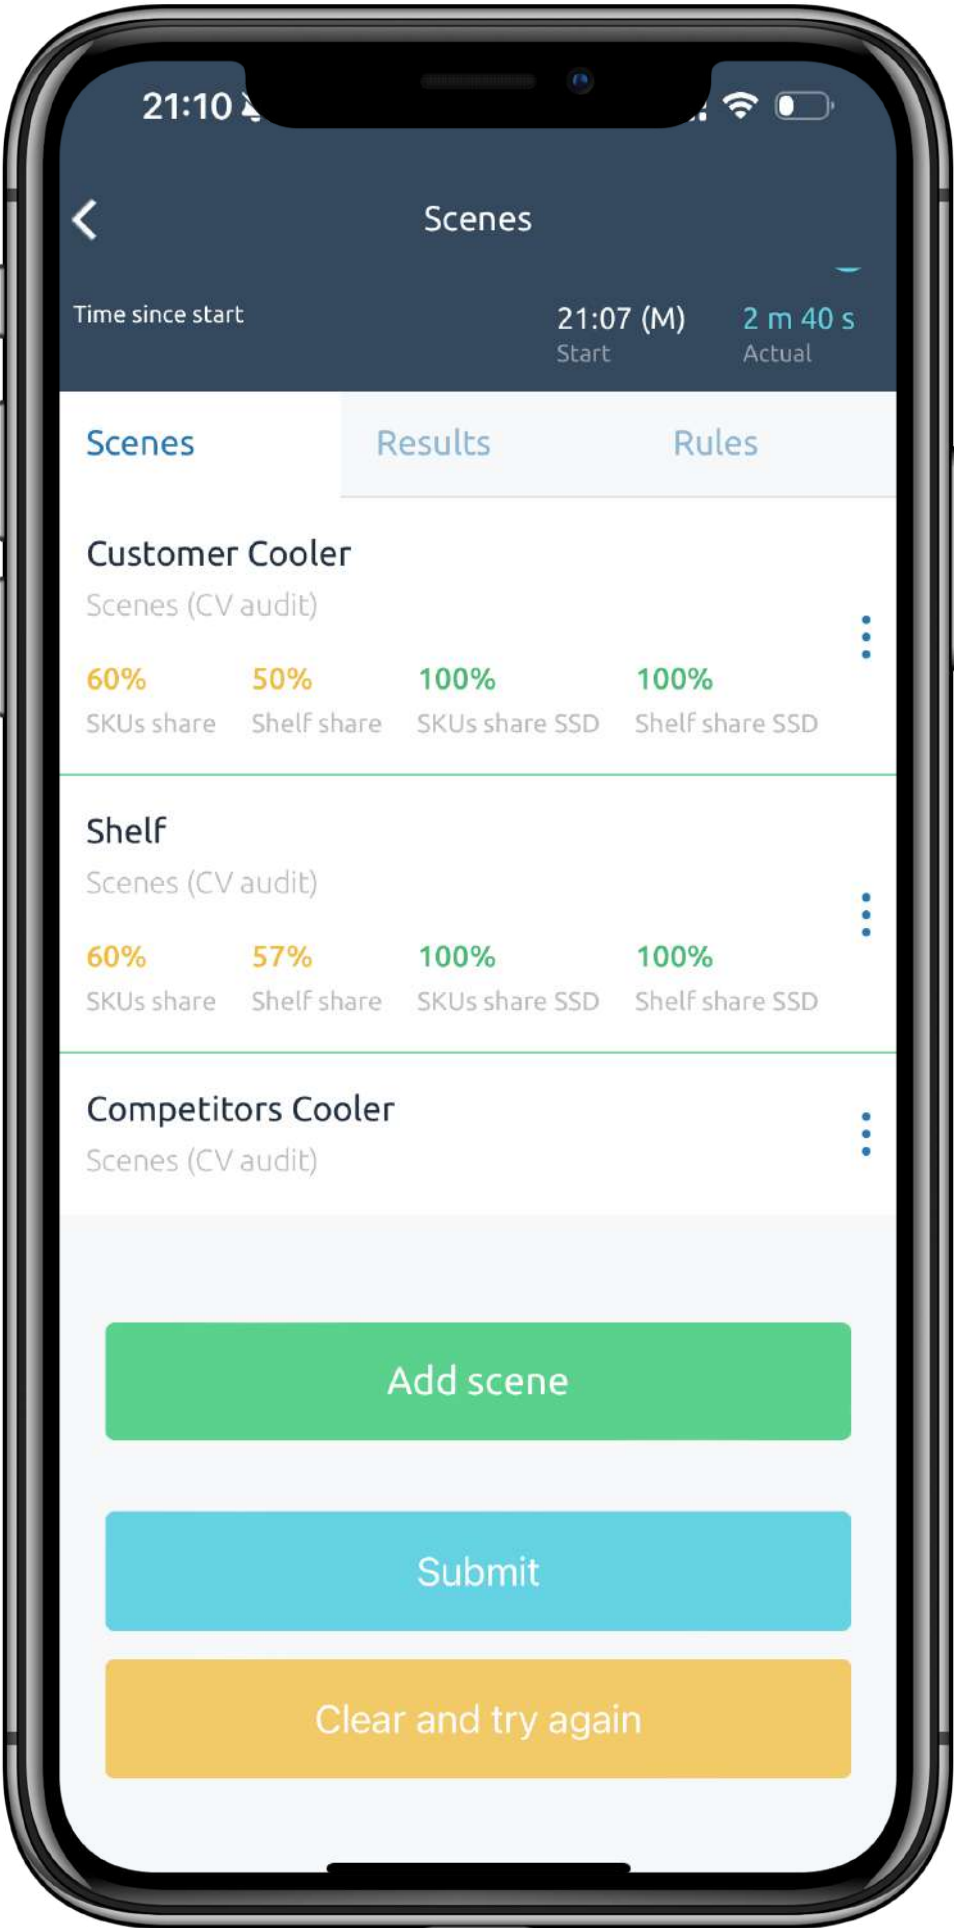 21:10
Scenes
Time since start
21:07 (M)
2 m 40 s
Start
Actual
Scenes
Results
Rules
Customer Cooler
Scenes (CV audit)
60%
50%
100%
100%
SKUs share
Shelf share
SKUs share SSD
Shelf share SSD
Shelf
Scenes (CV audit)
60%
57%
100%
100%
SKUs share
Shelf share
SKUs share SSD
Shelf share SSD
Competitors Cooler
Scenes (CV audit)
Add scene
Submit
Clear and try again